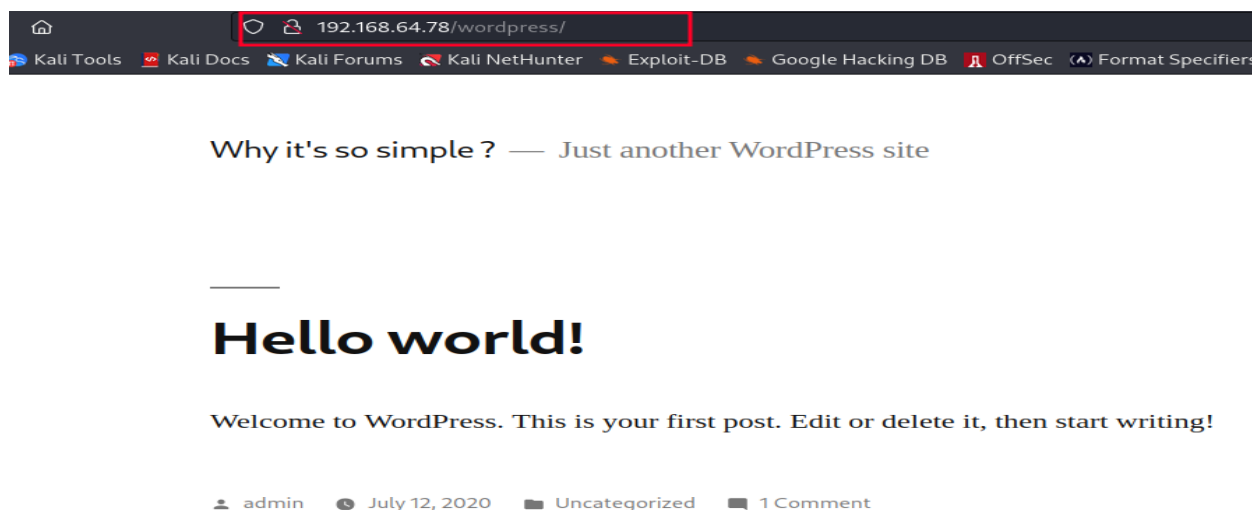 192.168.64.78/wordpress/
Kali Tools Kali Docs Kali Forums Kali NetHunter Exploit-DB Google Hacking DB OffSec Format Specifiers
Why it's so simple ? — Just another WordPress site
Hello world!
Welcome to WordPress. This is your first post. Edit or delete it, then start writing!
admin July 12, 2020 Uncategorized 1 Comment